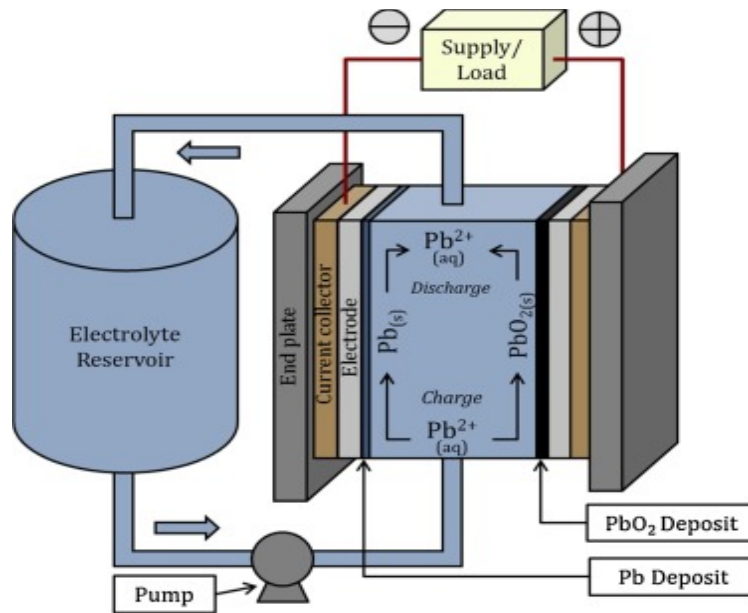 Supply/
Load
Electrolyte
Reservoir
End plate
Current collector
Electrode
Pb²⁺
(aq)
Discharge
Pb(s)
PbO₂(s)
Charge
Pb²⁺
(aq)
PbO₂ Deposit
Pb Deposit
Pump